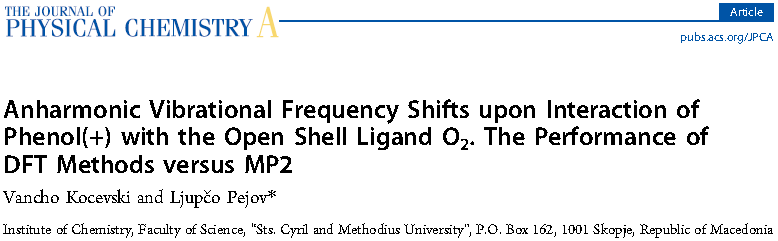 THE JOURNAL OF
PHYSICAL CHEMISTRY A
Article
pubs.acs.org/JPCA
Anharmonic Vibrational Frequency Shifts upon Interaction of
Phenol(+) with the Open Shell Ligand O₂. The Performance of
DFT Methods versus MP2
Vancho Kocevski and Ljupčo Pejov*
Institute of Chemistry, Faculty of Science, "Sts. Cyril and Methodius University", P.O. Box 162, 1001 Skopje, Republic of Macedonia